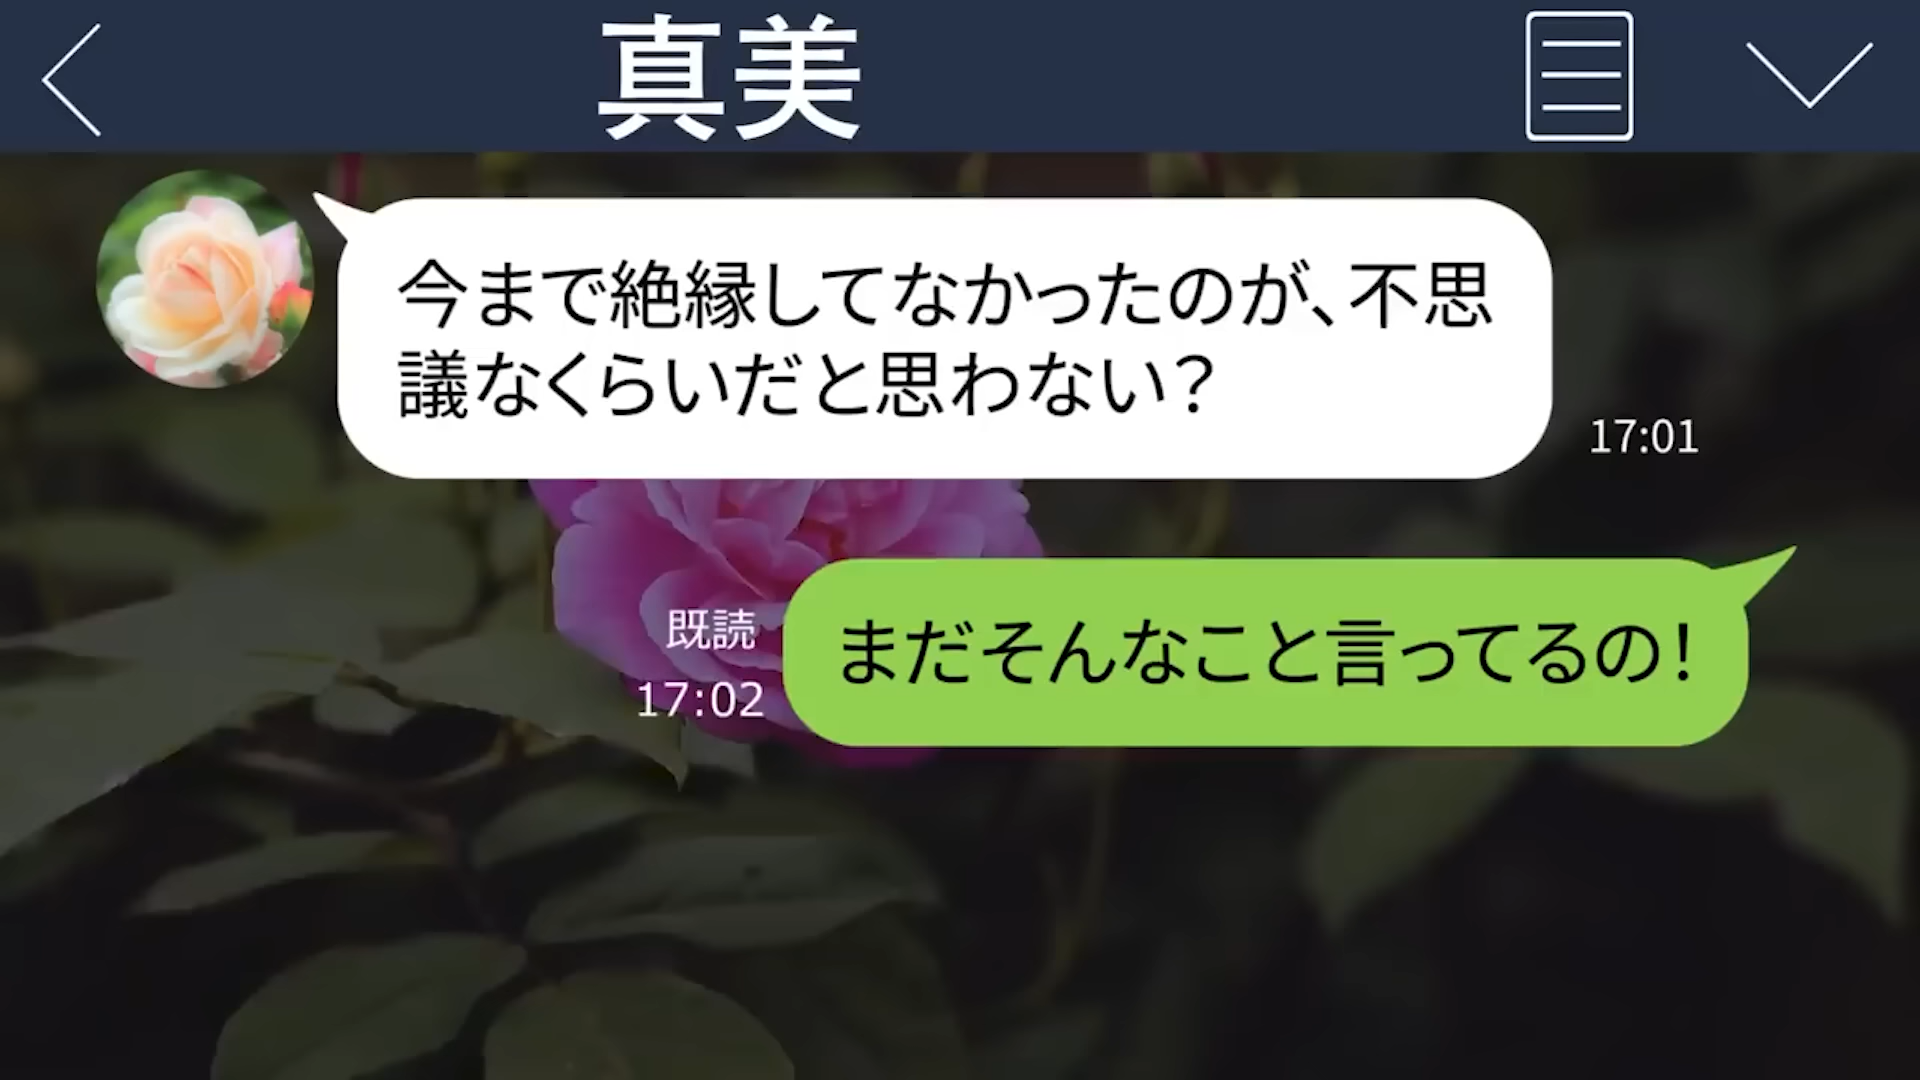 真美
今まで絶縁してなかったのが、不思
議なくらいだと思わない？
17:01
まだそんなこと言ってるの！
既読
17:02